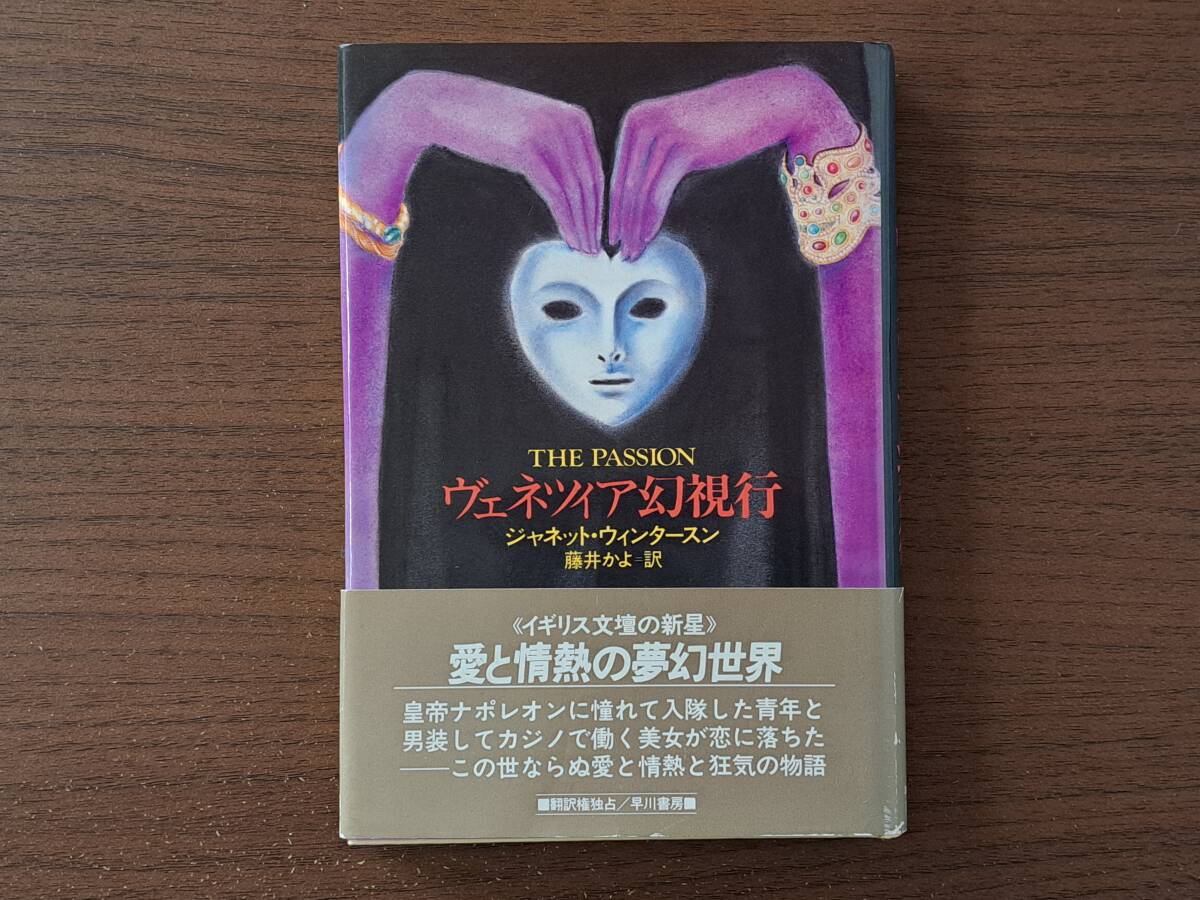 THE PASSION
ヴェネツィア幻視行
ジャネット・ウィンタースン
藤井かよ=訳
《イギリス文壇の新星》
愛と情熱の夢幻世界
皇帝ナポレオンに憧れて入隊した青年と
男装してカジノで働く美女が恋に落ちた
——この世ならぬ愛と情熱と狂気の物語
■翻訳権独占/早川書房■